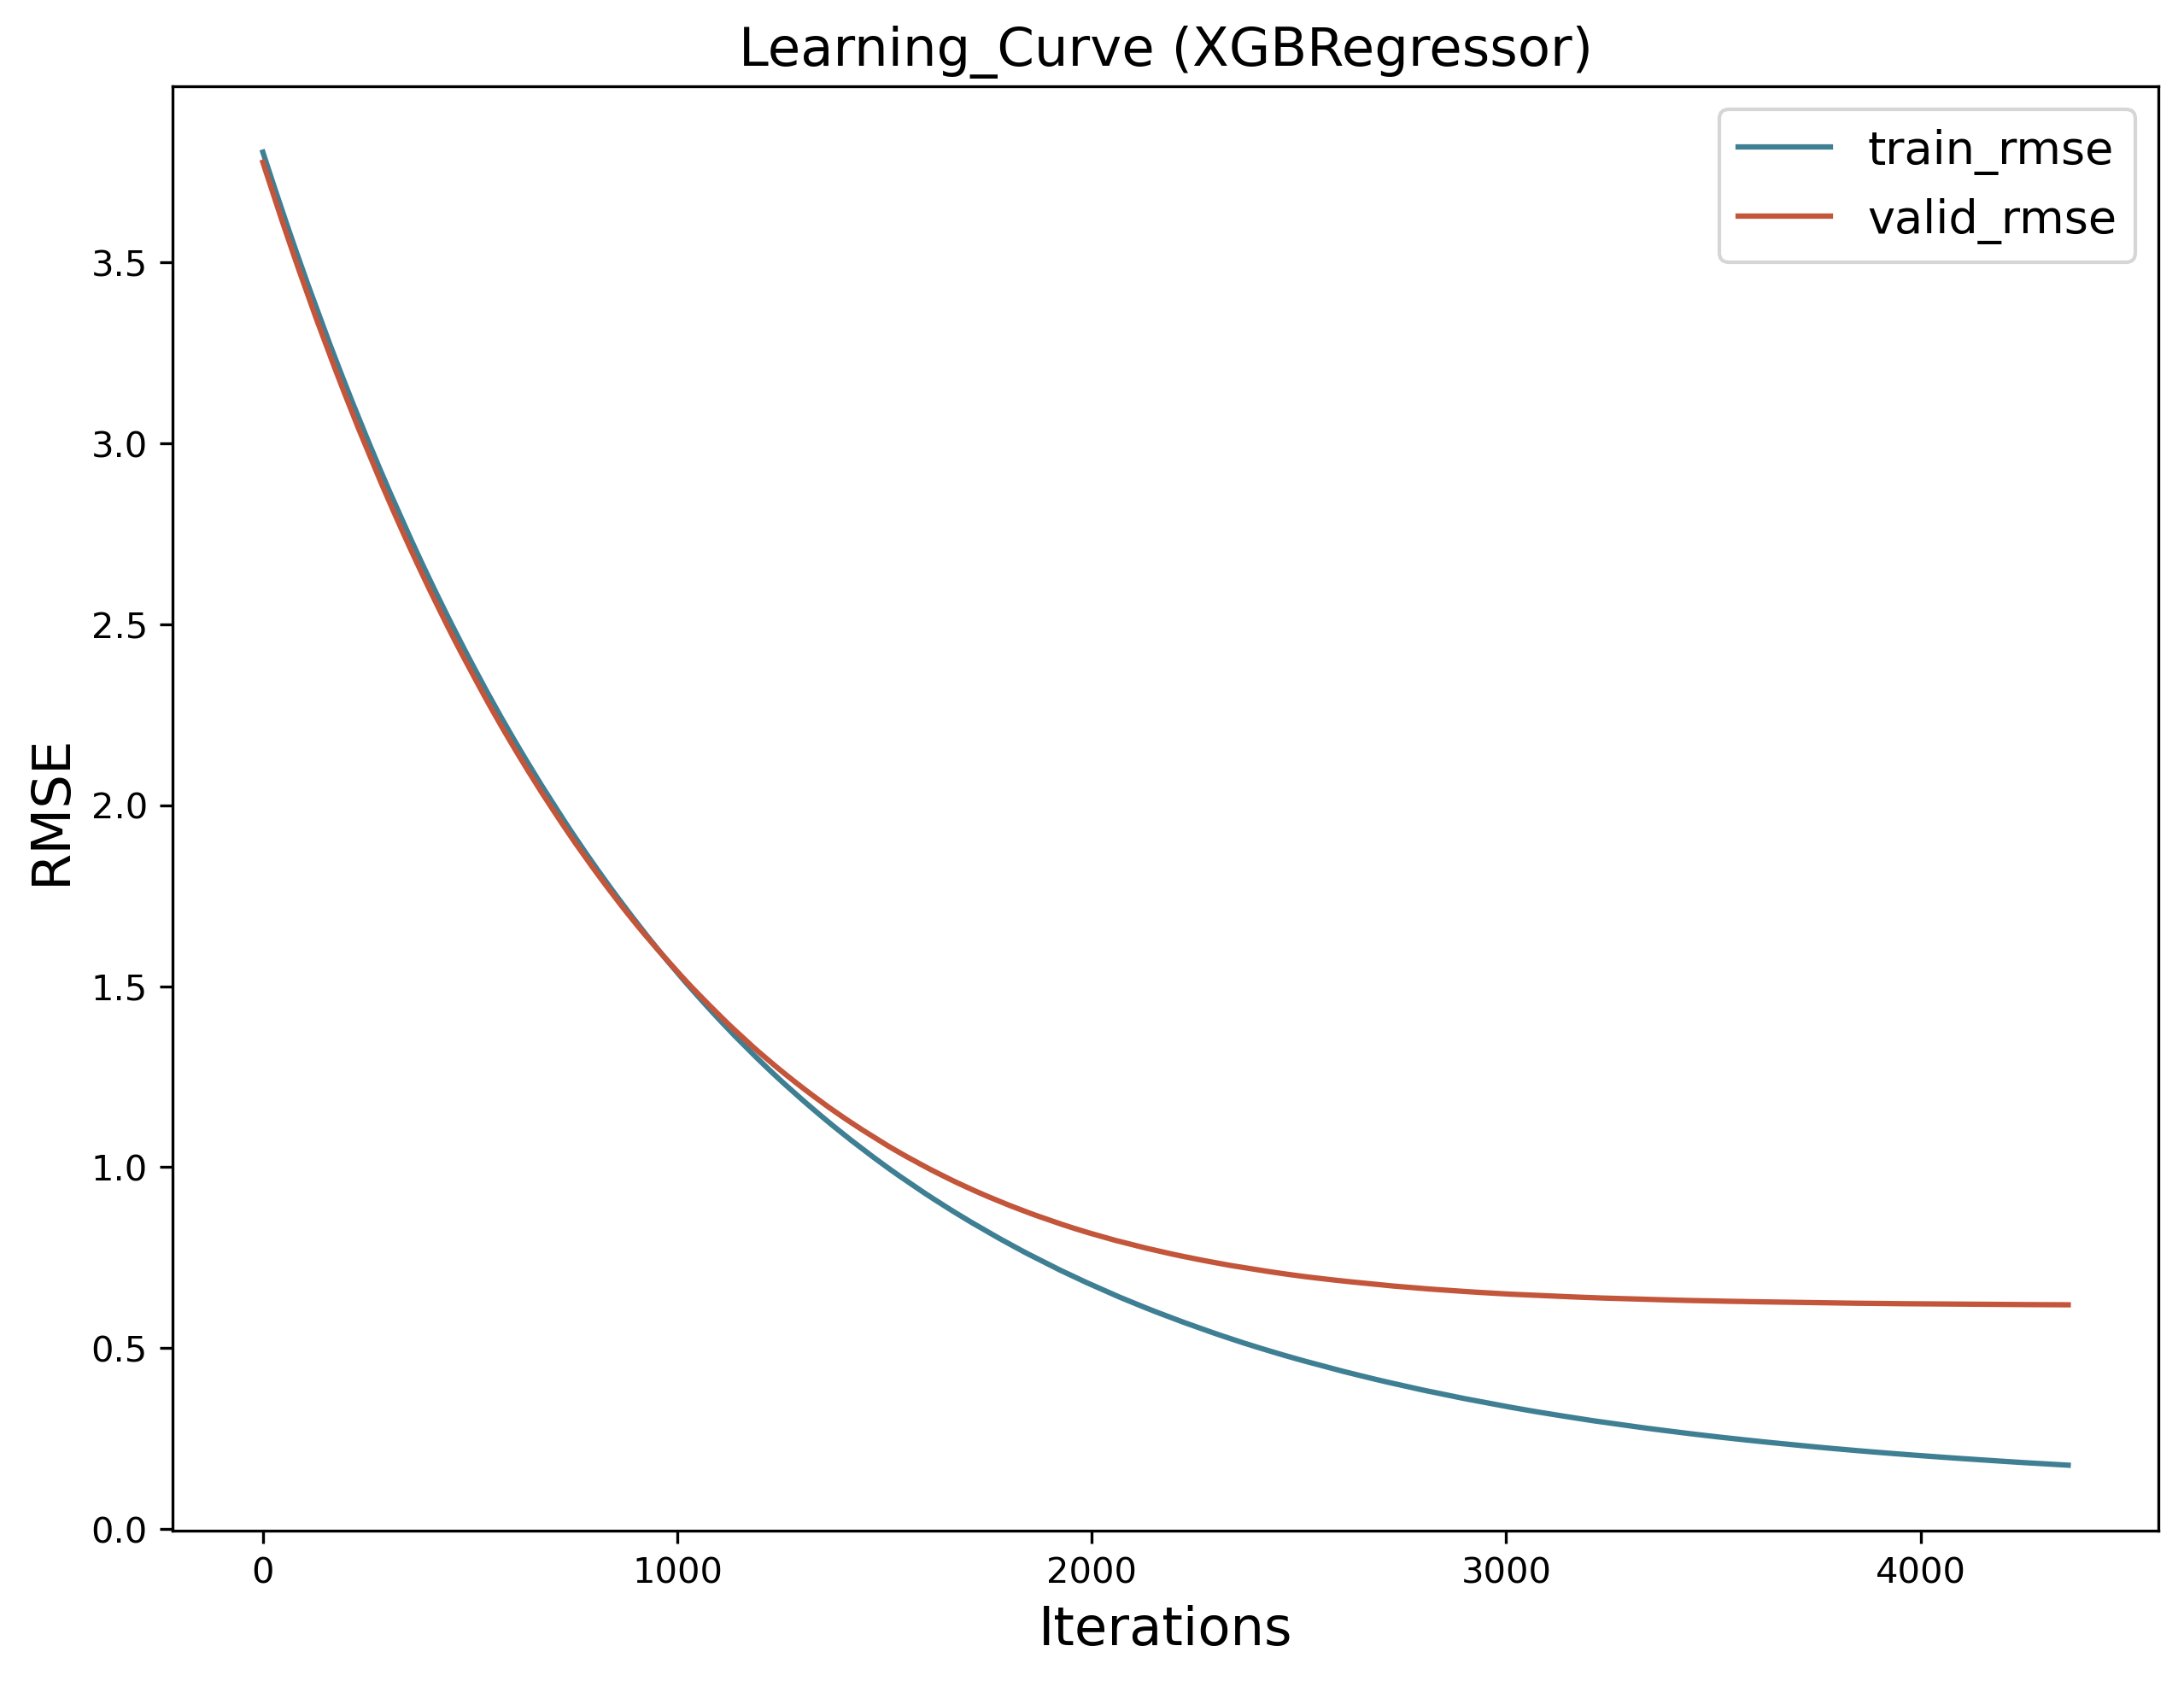 Learning_Curve (XGBRegressor)
train_rmse
valid_rmse
RMSE
3.5
3.0
2.5
2.0
1.5
1.0
0.5
0.0
0 1000 2000 3000 4000
Iterations